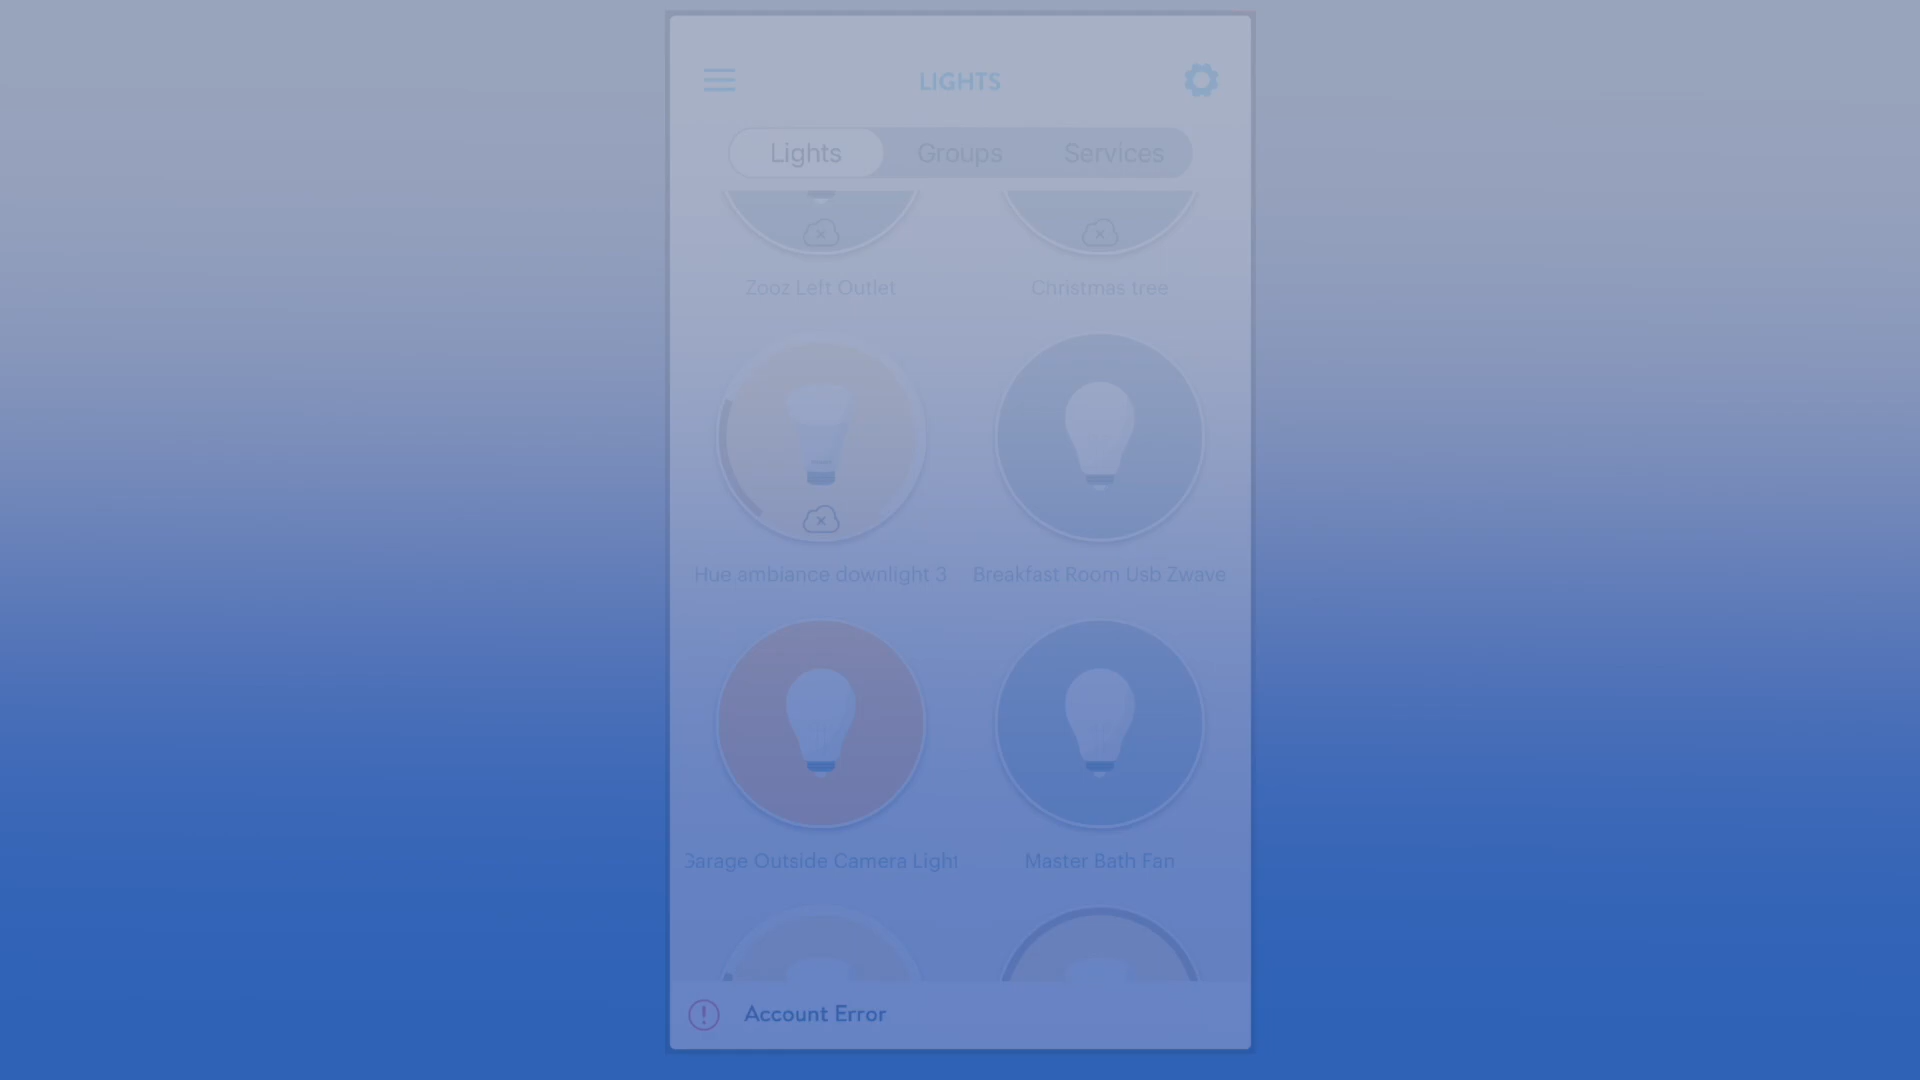 LIGHTS
Lights Groups Services
Zooz Left Outlet Christmas tree
Hue ambiance downlight 3 Breakfast Room Usb Zwave
Garage Outside Camera Light Master Bath Fan
Account Error